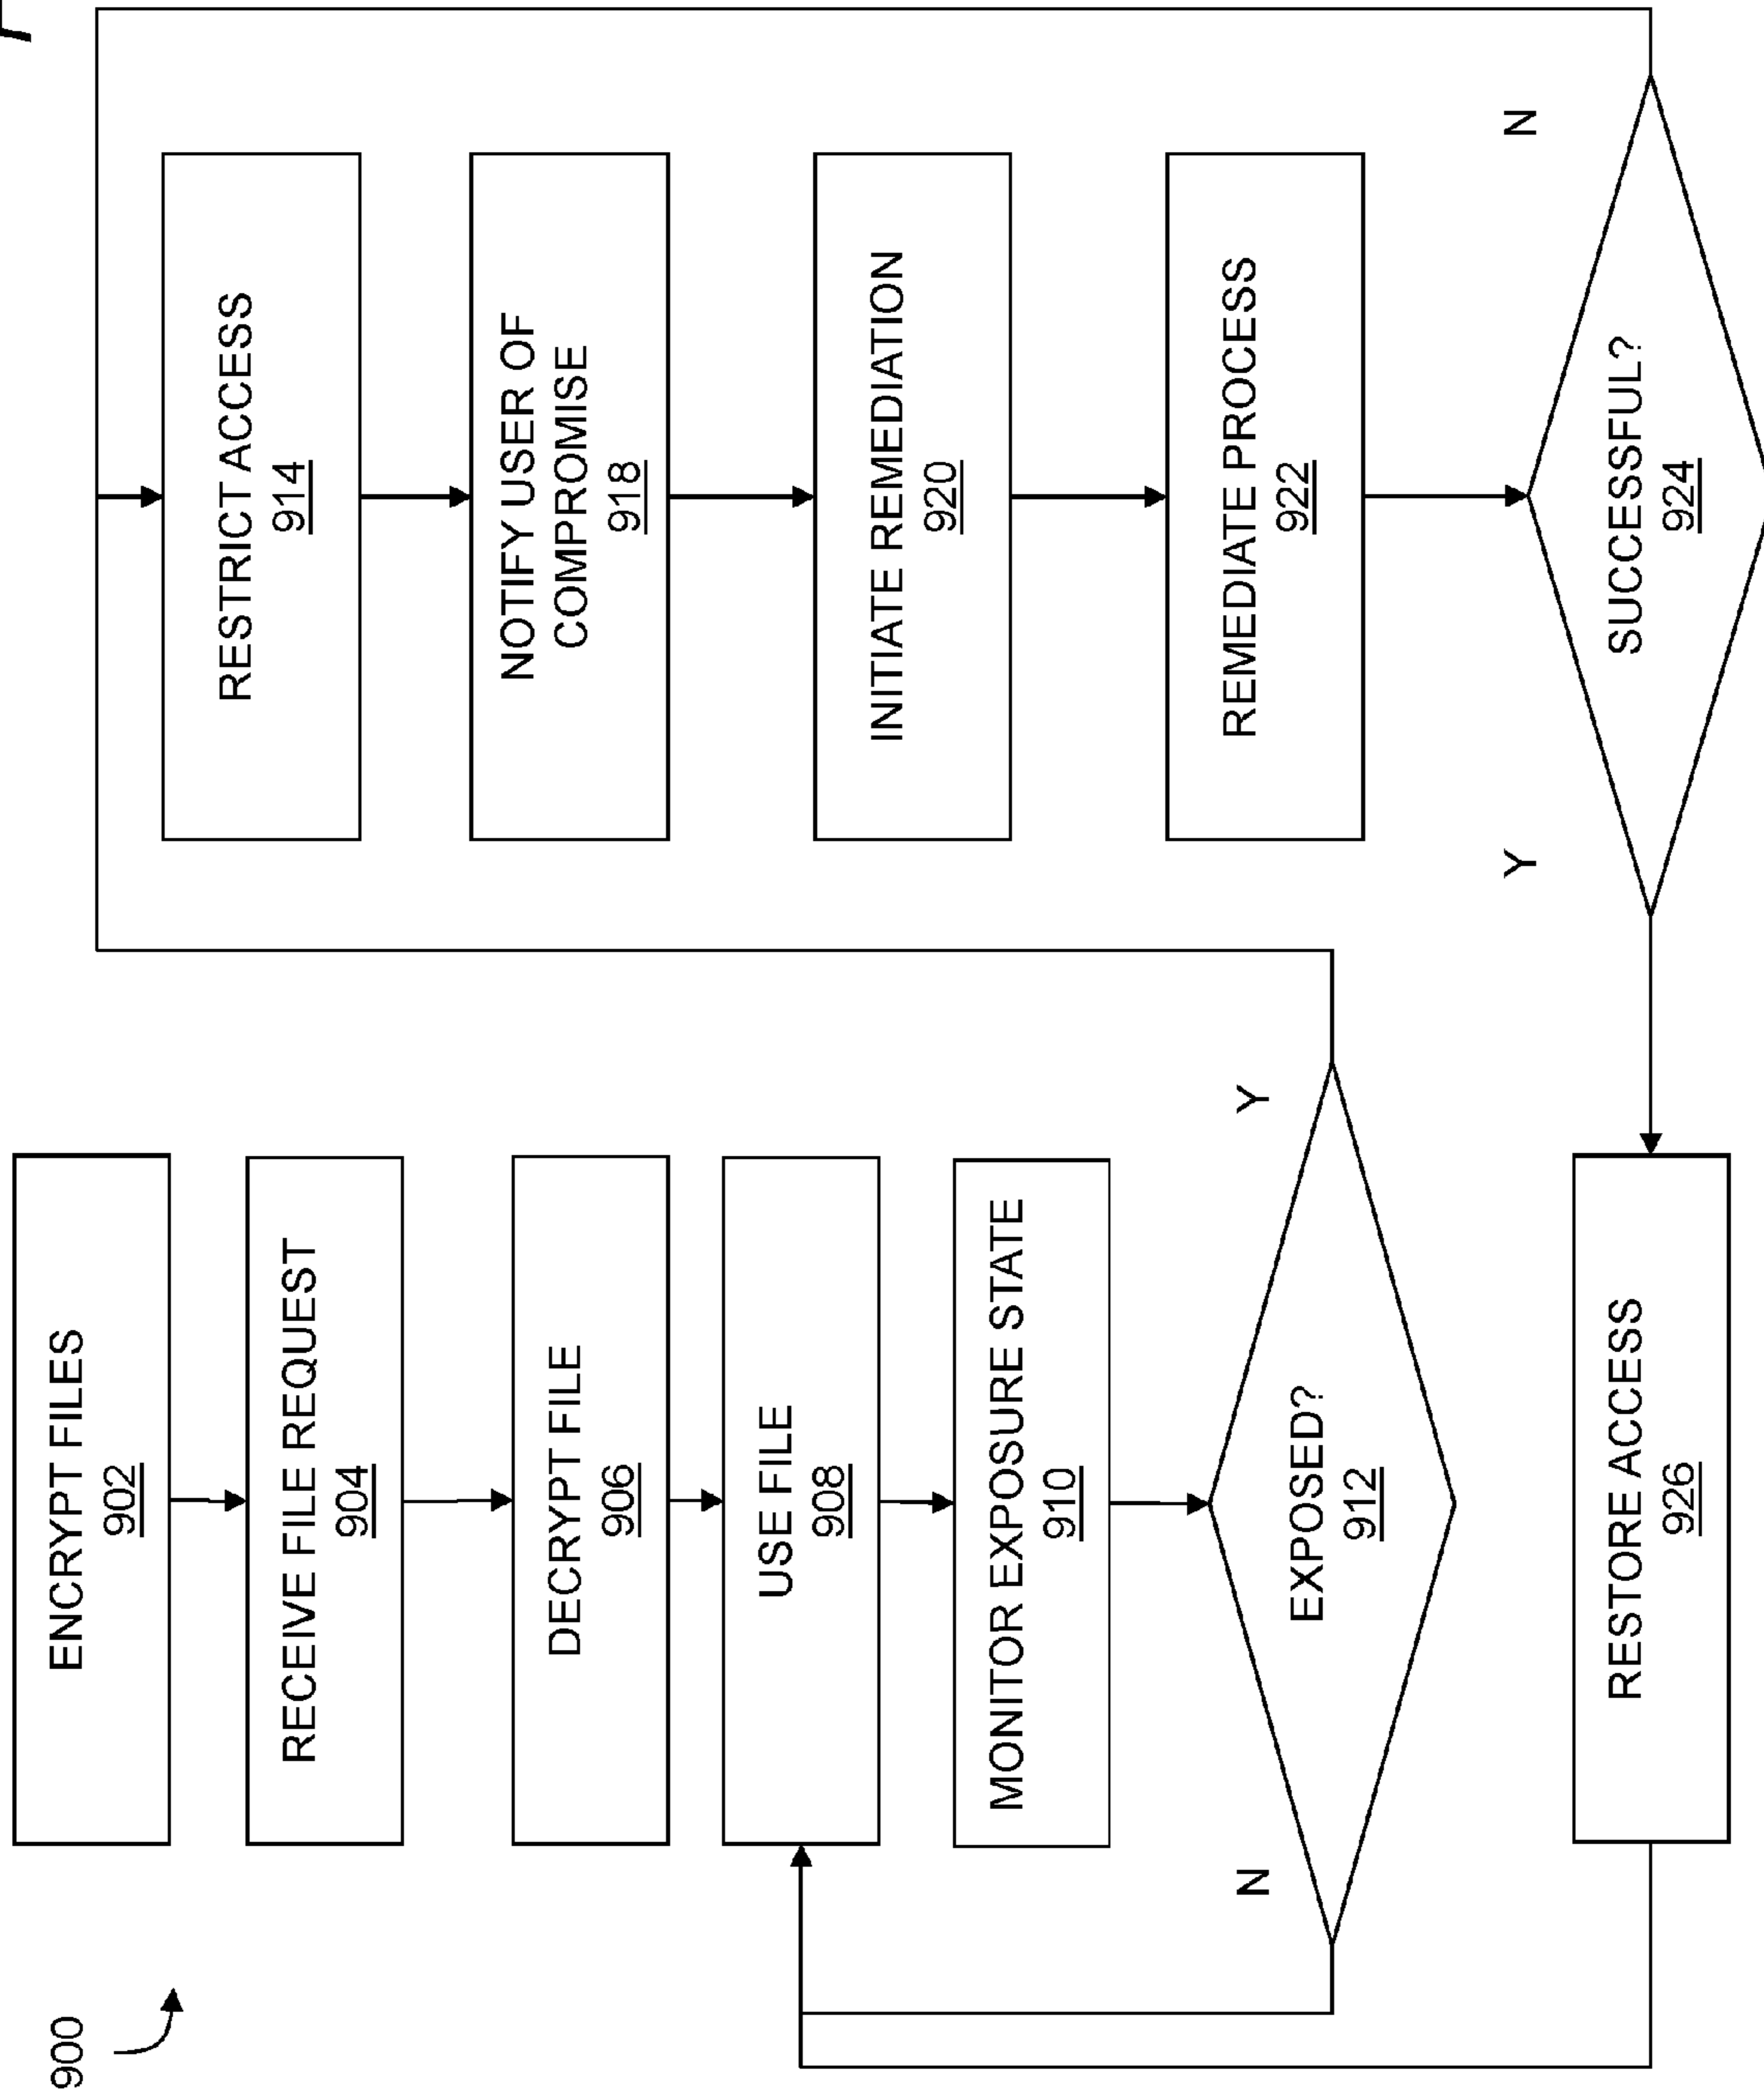 900
ENCRYPT FILES
902
RECEIVE FILE REQUEST
904
DECRYPT FILE
906
USE FILE
908
MONITOR EXPOSURE STATE
910
EXPOSED?
912
N
Y
RESTRICT ACCESS
914
NOTIFY USER OF
COMPROMISE
918
INITIATE REMEDIATION
920
REMEDIATE PROCESS
922
SUCCESSFUL?
924
Y
N
RESTORE ACCESS
926